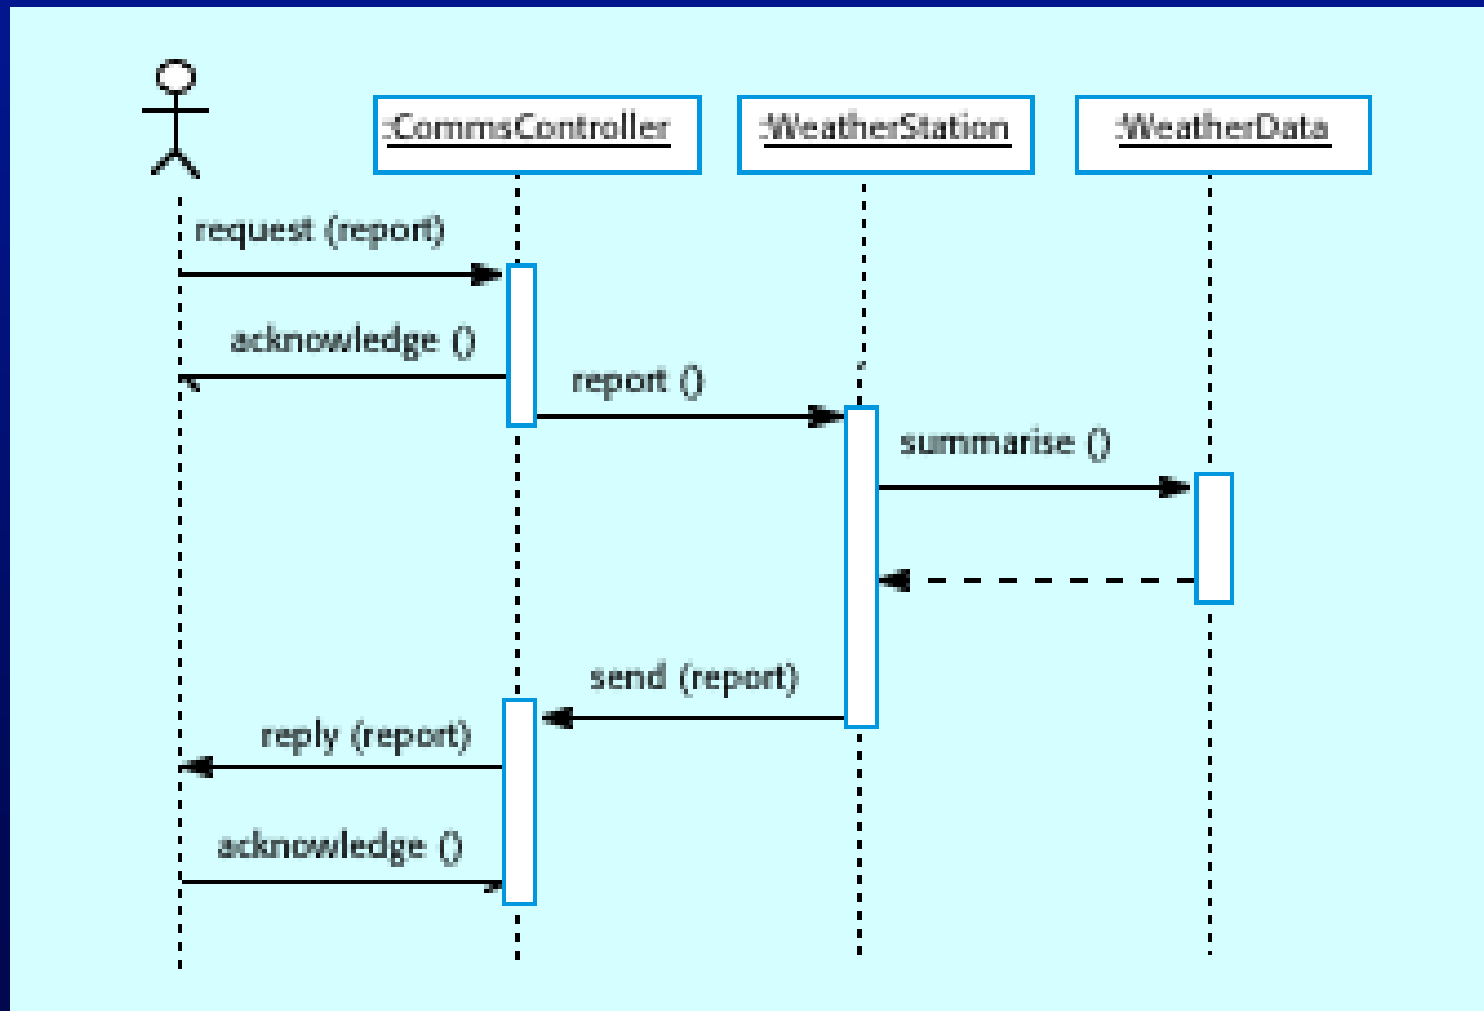 :CommsController
:WeatherStation
:WeatherData
request (report)
acknowledge ()
report ()
summarise ()
send (report)
reply (report)
acknowledge ()